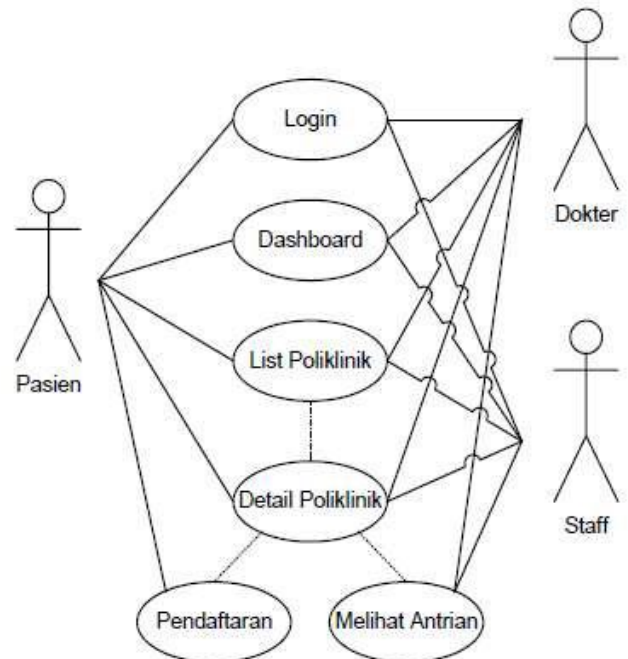 Login
Dokter
Dashboard
List Poliklinik
Pasien
Detail Poliklinik
Staff
Pendaftaran
Melihat Antrian